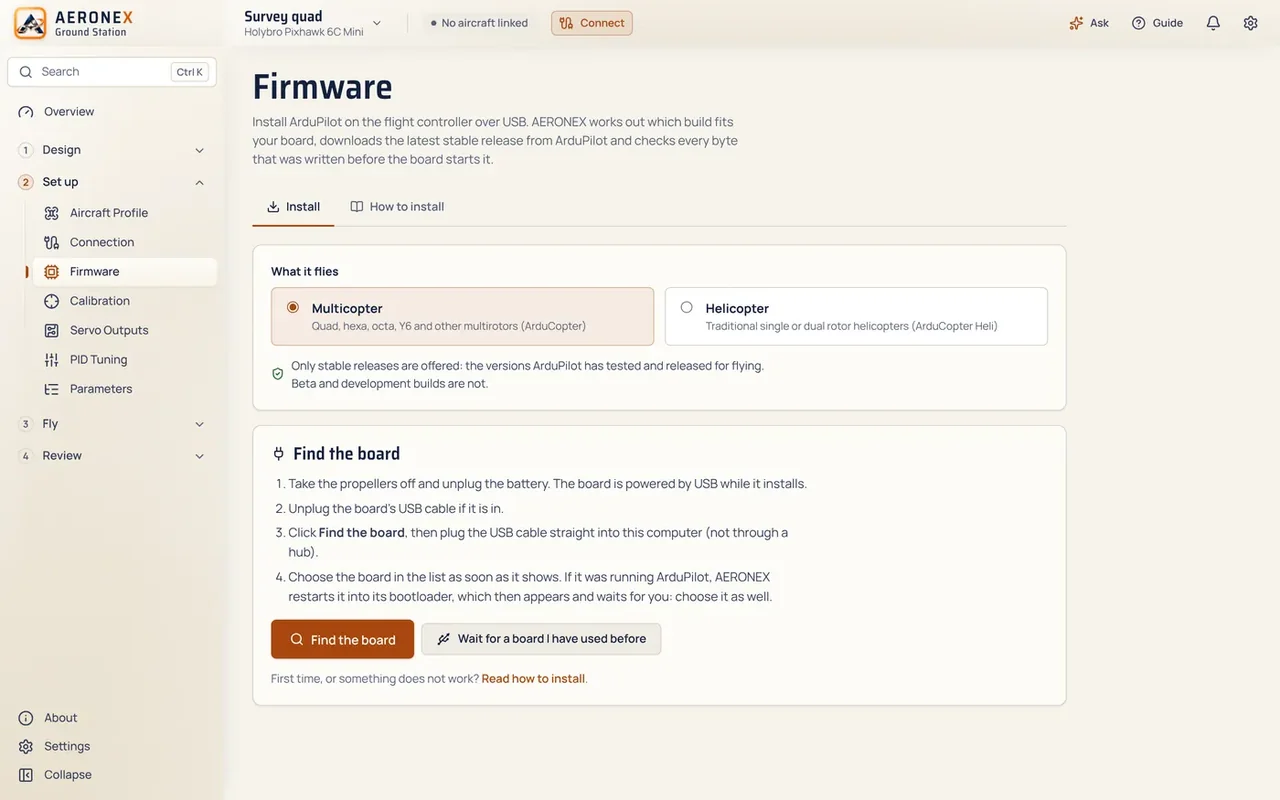 AERONEX
Ground Station
Survey quad
Holybro Pixhawk 6C Mini
No aircraft linked
Connect
Ask
Guide
Search
Ctrl K
Overview
1 Design
2 Set up
Aircraft Profile
Connection
Firmware
Calibration
Servo Outputs
PID Tuning
Parameters
3 Fly
4 Review
About
Settings
Collapse
Firmware
Install ArduPilot on the flight controller over USB. AERONEX works out which build fits
your board, downloads the latest stable release from ArduPilot and checks every byte
that was written before the board starts it.
Install
How to install
What it flies
Multicopter
Quad, hexa, octa, Y6 and other multirotors (ArduCopter)
Helicopter
Traditional single or dual rotor helicopters (ArduCopter Heli)
Only stable releases are offered: the versions ArduPilot has tested and released for flying.
Beta and development builds are not.
Find the board
1. Take the propellers off and unplug the battery. The board is powered by USB while it installs.
2. Unplug the board's USB cable if it is in.
3. Click Find the board, then plug the USB cable straight into this computer (not through a
hub).
4. Choose the board in the list as soon as it shows. If it was running ArduPilot, AERONEX
restarts it into its bootloader, which then appears and waits for you: choose it as well.
Find the board
Wait for a board I have used before
First time, or something does not work? Read how to install.